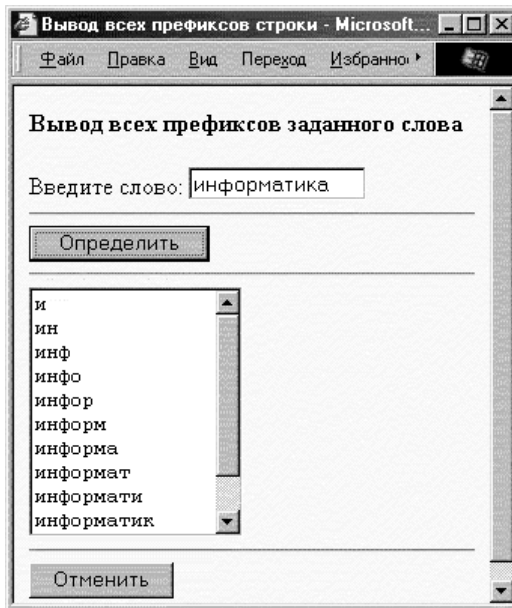 Вывод всех префиксов строки - Microsoft...
Файл Правка Вид Переход Избранное
Вывод всех префиксов заданного слова
Введите слово: информатика
Определить
и
ин
инф
инфо
инфор
информ
информа
информат
информати
информатик
Отменить